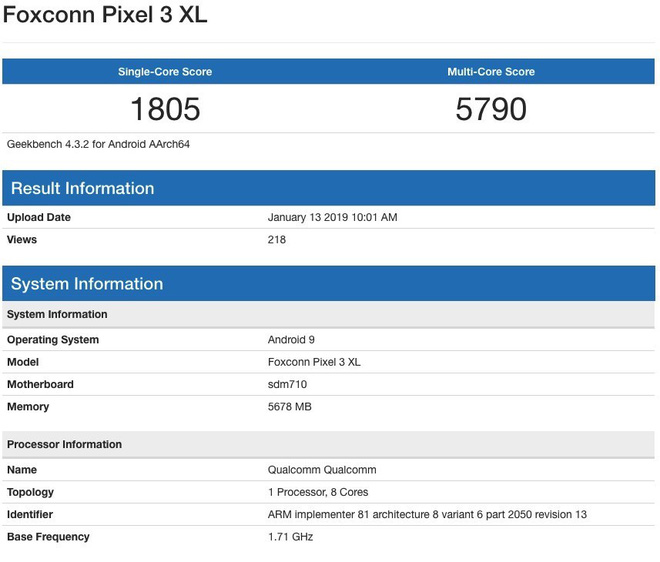 Foxconn Pixel 3 XL
Single-Core Score Multi-Core Score
1805 5790
Geekbench 4.3.2 for Android AArch64
Result Information
Upload Date January 13 2019 10:01 AM
Views 218
System Information
System Information
Operating System Android 9
Model Foxconn Pixel 3 XL
Motherboard sdm710
Memory 5678 MB
Processor Information
Name Qualcomm Qualcomm
Topology 1 Processor, 8 Cores
Identifier ARM implementer 81 architecture 8 variant 6 part 2050 revision 13
Base Frequency 1.71 GHz